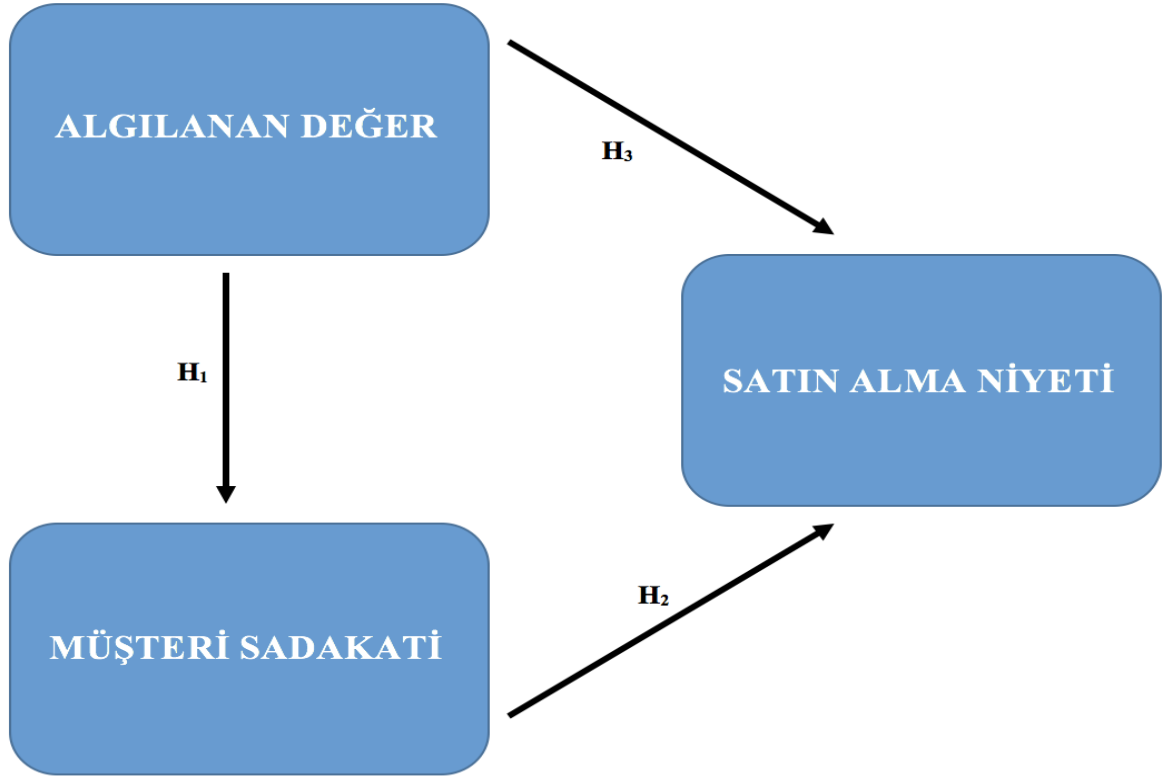 ALGILANAN DEĞER
H₃
H₁
SATIN ALMA NİYETİ
H₂
MÜŞTERİ SADAKATİ